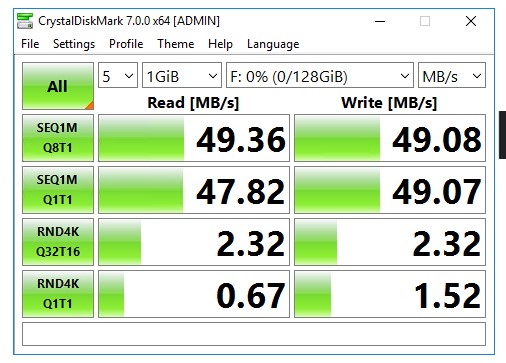 CrystalDiskMark 7.0.0 x64 [ADMIN]
File Settings Profile Theme Help Language
All 5 1GiB F: 0% (0/128GiB) MB/s
Read [MB/s] Write [MB/s]
SEQ1M
Q8T1 49.36 49.08
SEQ1M
Q1T1 47.82 49.07
RND4K
Q32T16 2.32 2.32
RND4K
Q1T1 0.67 1.52